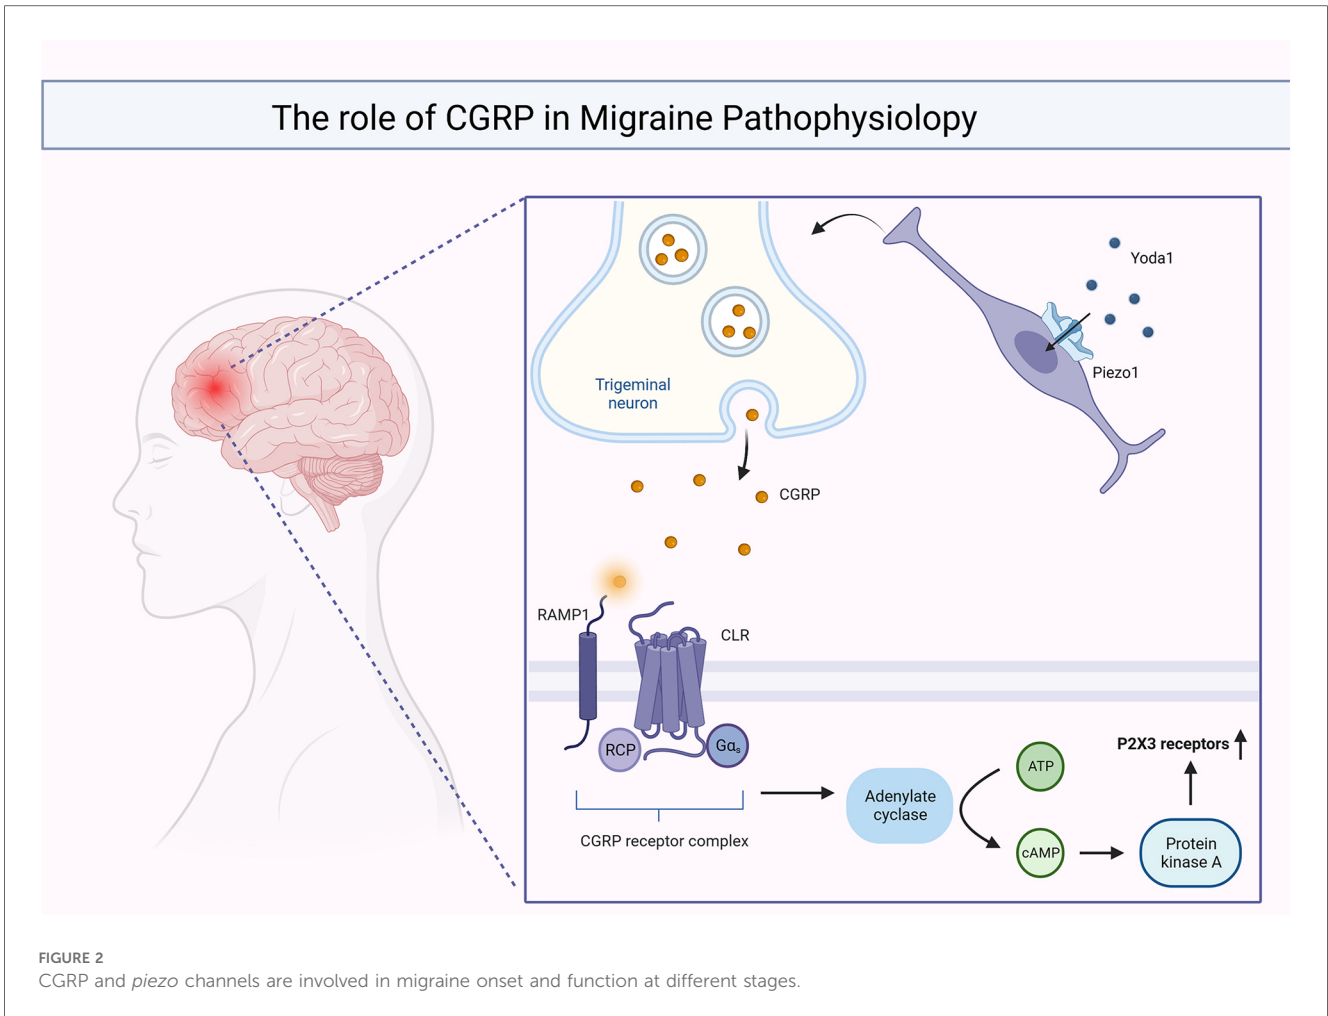 The role of CGRP in Migraine Pathophysiolopy
Yoda1
Piezo1
Trigeminal
neuron
CGRP
RAMP1
CLR
RCP
Gαs
CGRP receptor complex
Adenylate
cyclase
ATP
cAMP
P2X3 receptors
Protein
kinase A
FIGURE 2
CGRP and piezo channels are involved in migraine onset and function at different stages.